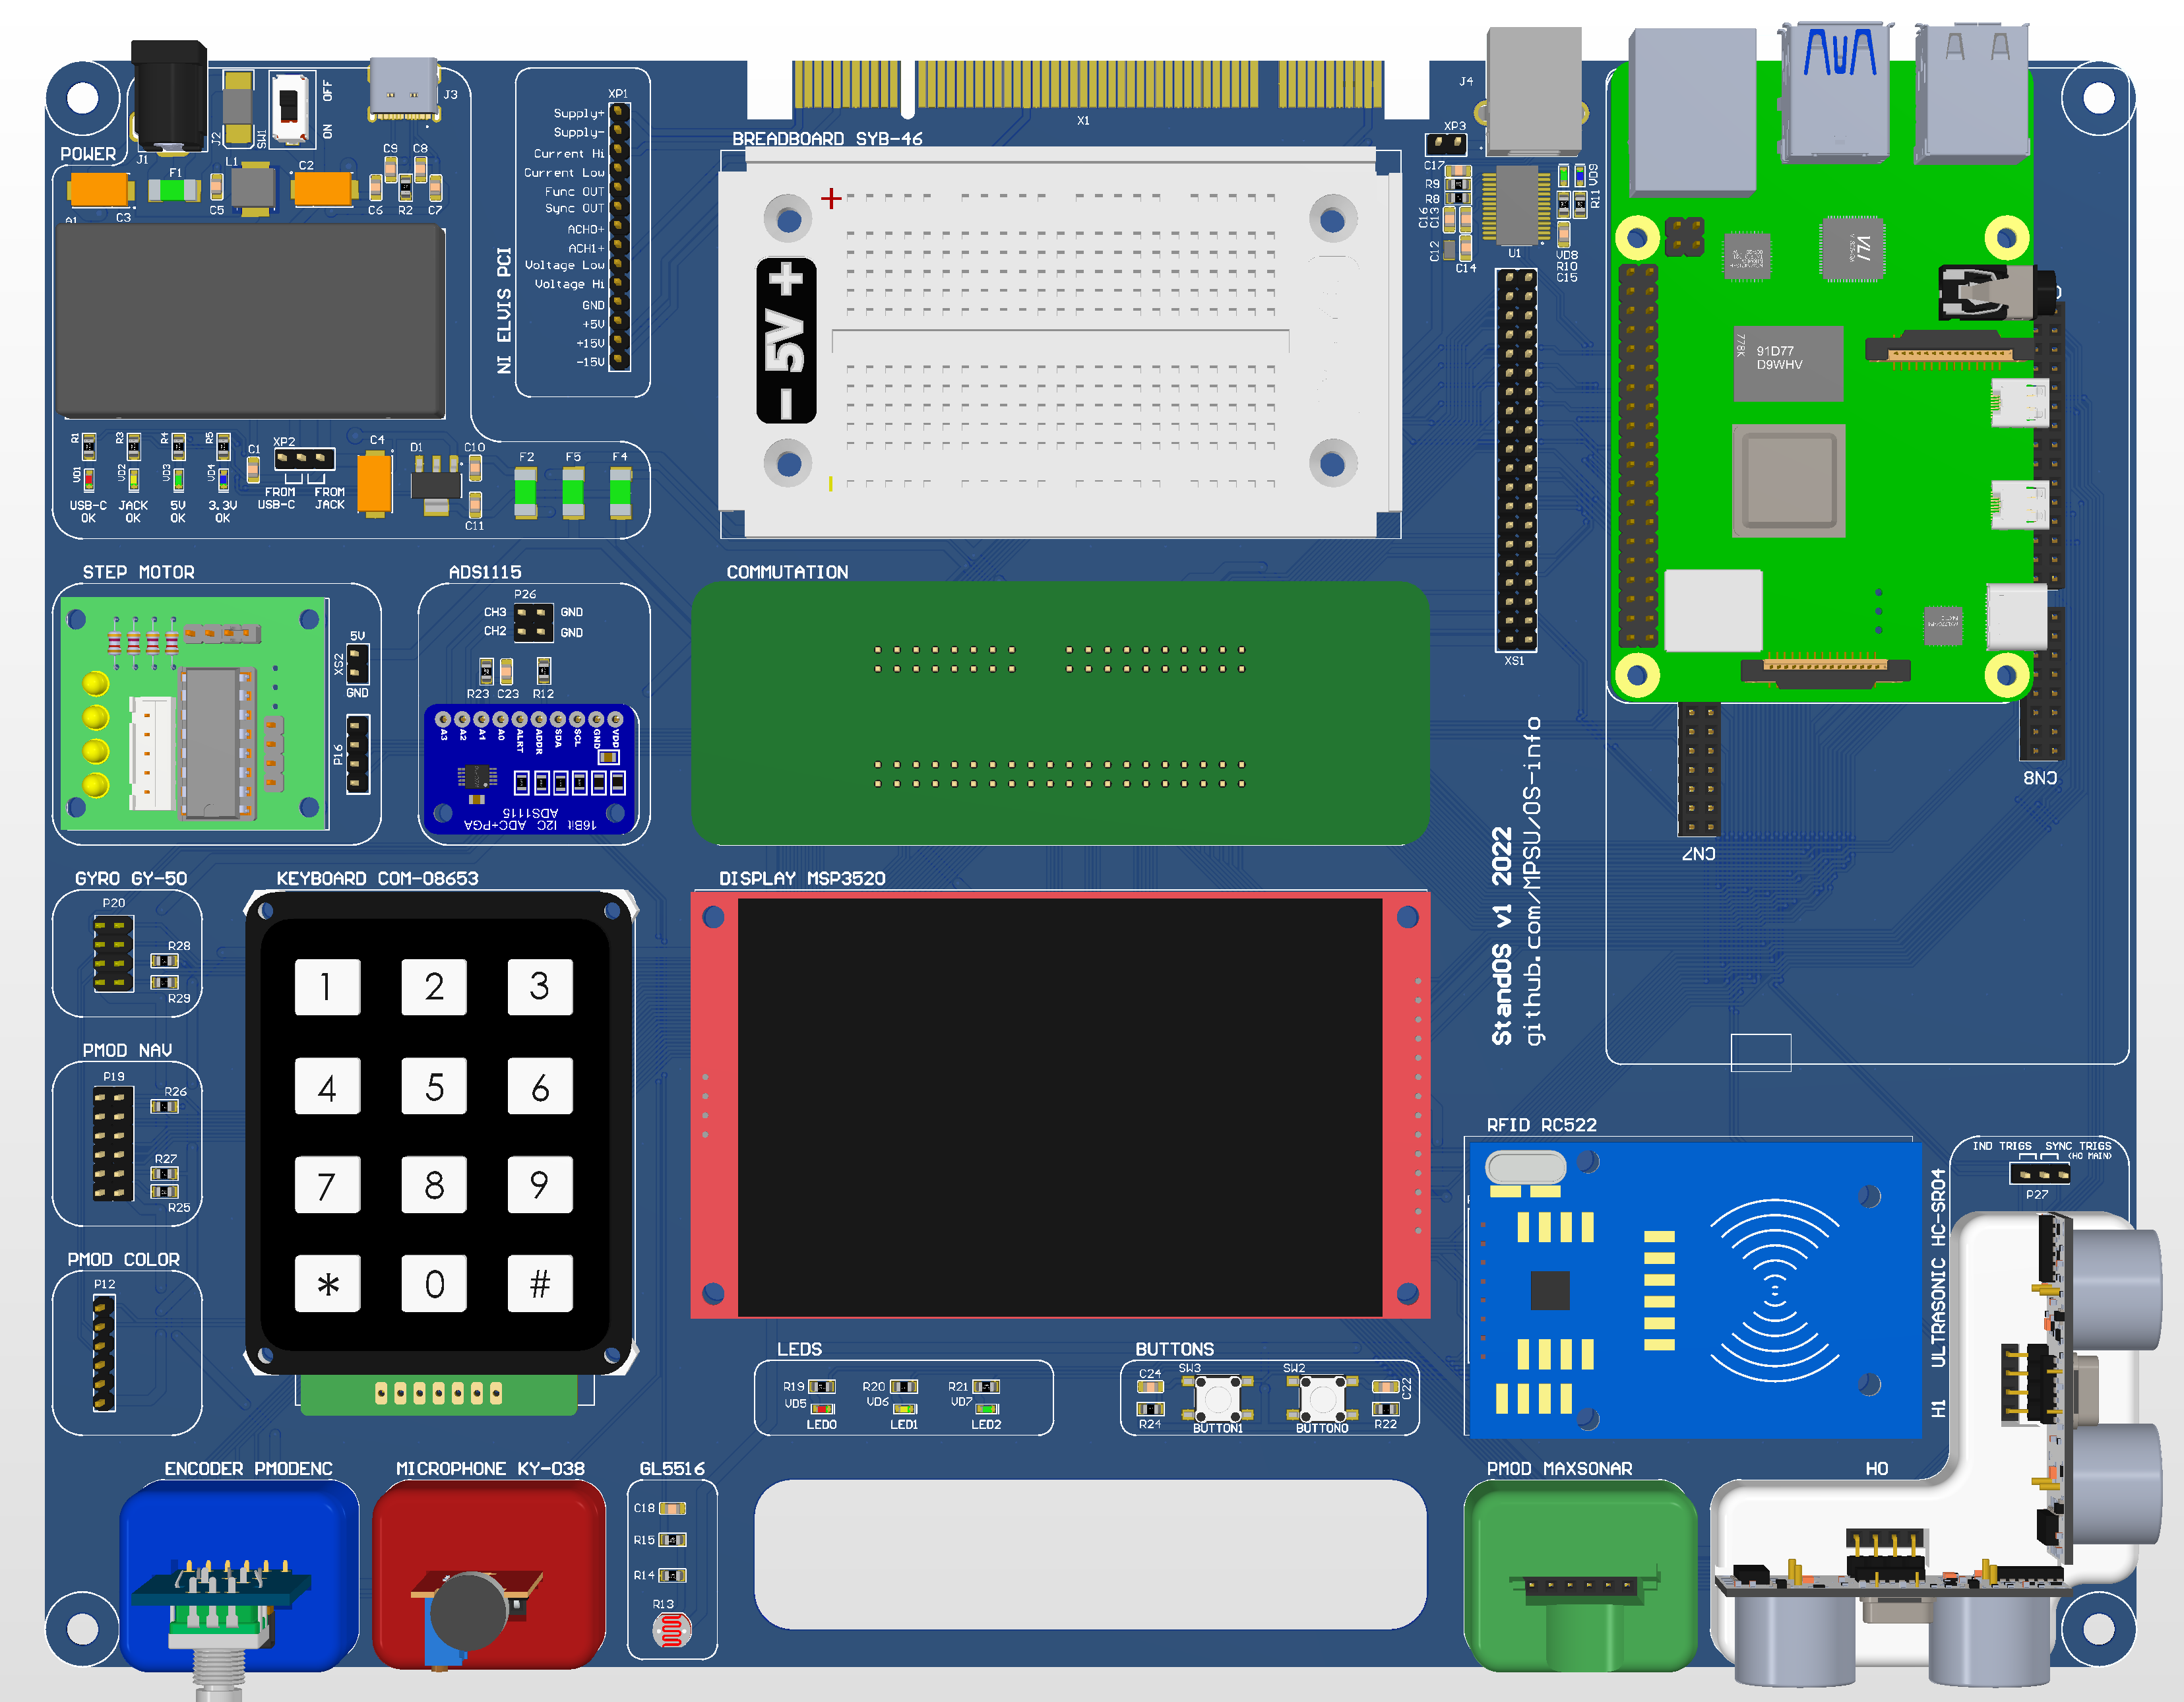 J1
J2
SW1
OFF
ON
J3
POWER
F1
L1
C2
C9
C8
C3
C5
C6
R2
C7
A1
XP1
Supply+
Supply-
Current Hi
Current Low
Func OUT
Sync OUT
ACH0+
ACH1+
Voltage Low
Voltage Hi
GND
+5V
+15V
-15V
NI ELVIS PCI
X1
BREADBOARD SYB-46
+
- 5V +
J4
XP3
C17
R9
R8
C16
C13
C12
C14
U1
VD9
R11
VD8
R10
C15
VLI
778K
91D77
D9WHV
R1
R3
R4
R5
VD1
VD2
VD3
VD4
USB-C
OK
JACK
OK
5V
OK
3.3V
OK
C1
XP2
FROM
USB-C
FROM
JACK
C4
D1
C10
C11
F2
F5
F4
STEP MOTOR
5V
XS2
GND
P16
ADS1115
P26
CH3
GND
CH2
GND
R23
C23
R12
A3
A2
A1
A0
ALRT
ADDR
SDA
SCL
GND
VDD
ADS1115
16Bit I2C ADC+PGA
COMMUTATION
XS1
CN7
CN8
StandOS v1 2022
github.com/MPSU/OS-info
GYRO GY-50
P20
R28
R29
PMOD NAV
P19
R26
R27
R25
PMOD COLOR
P12
KEYBOARD COM-08653
1 2 3
4 5 6
7 8 9
* 0 #
DISPLAY MSP3520
LEDS
R19
VD5
LED0
R20
VD6
LED1
R21
VD7
LED2
BUTTONS
C24
R24
SW3
BUTTON1
SW2
BUTTON0
C22
R22
RFID RC522
IND TRIGS
SYNC TRIGS
(H0 MAIN)
P27
H1 ULTRASONIC HC-SR04
H0
ENCODER PMODENC
MICROPHONE KY-038
GL5516
C18
R15
R14
R13
PMOD MAXSONAR